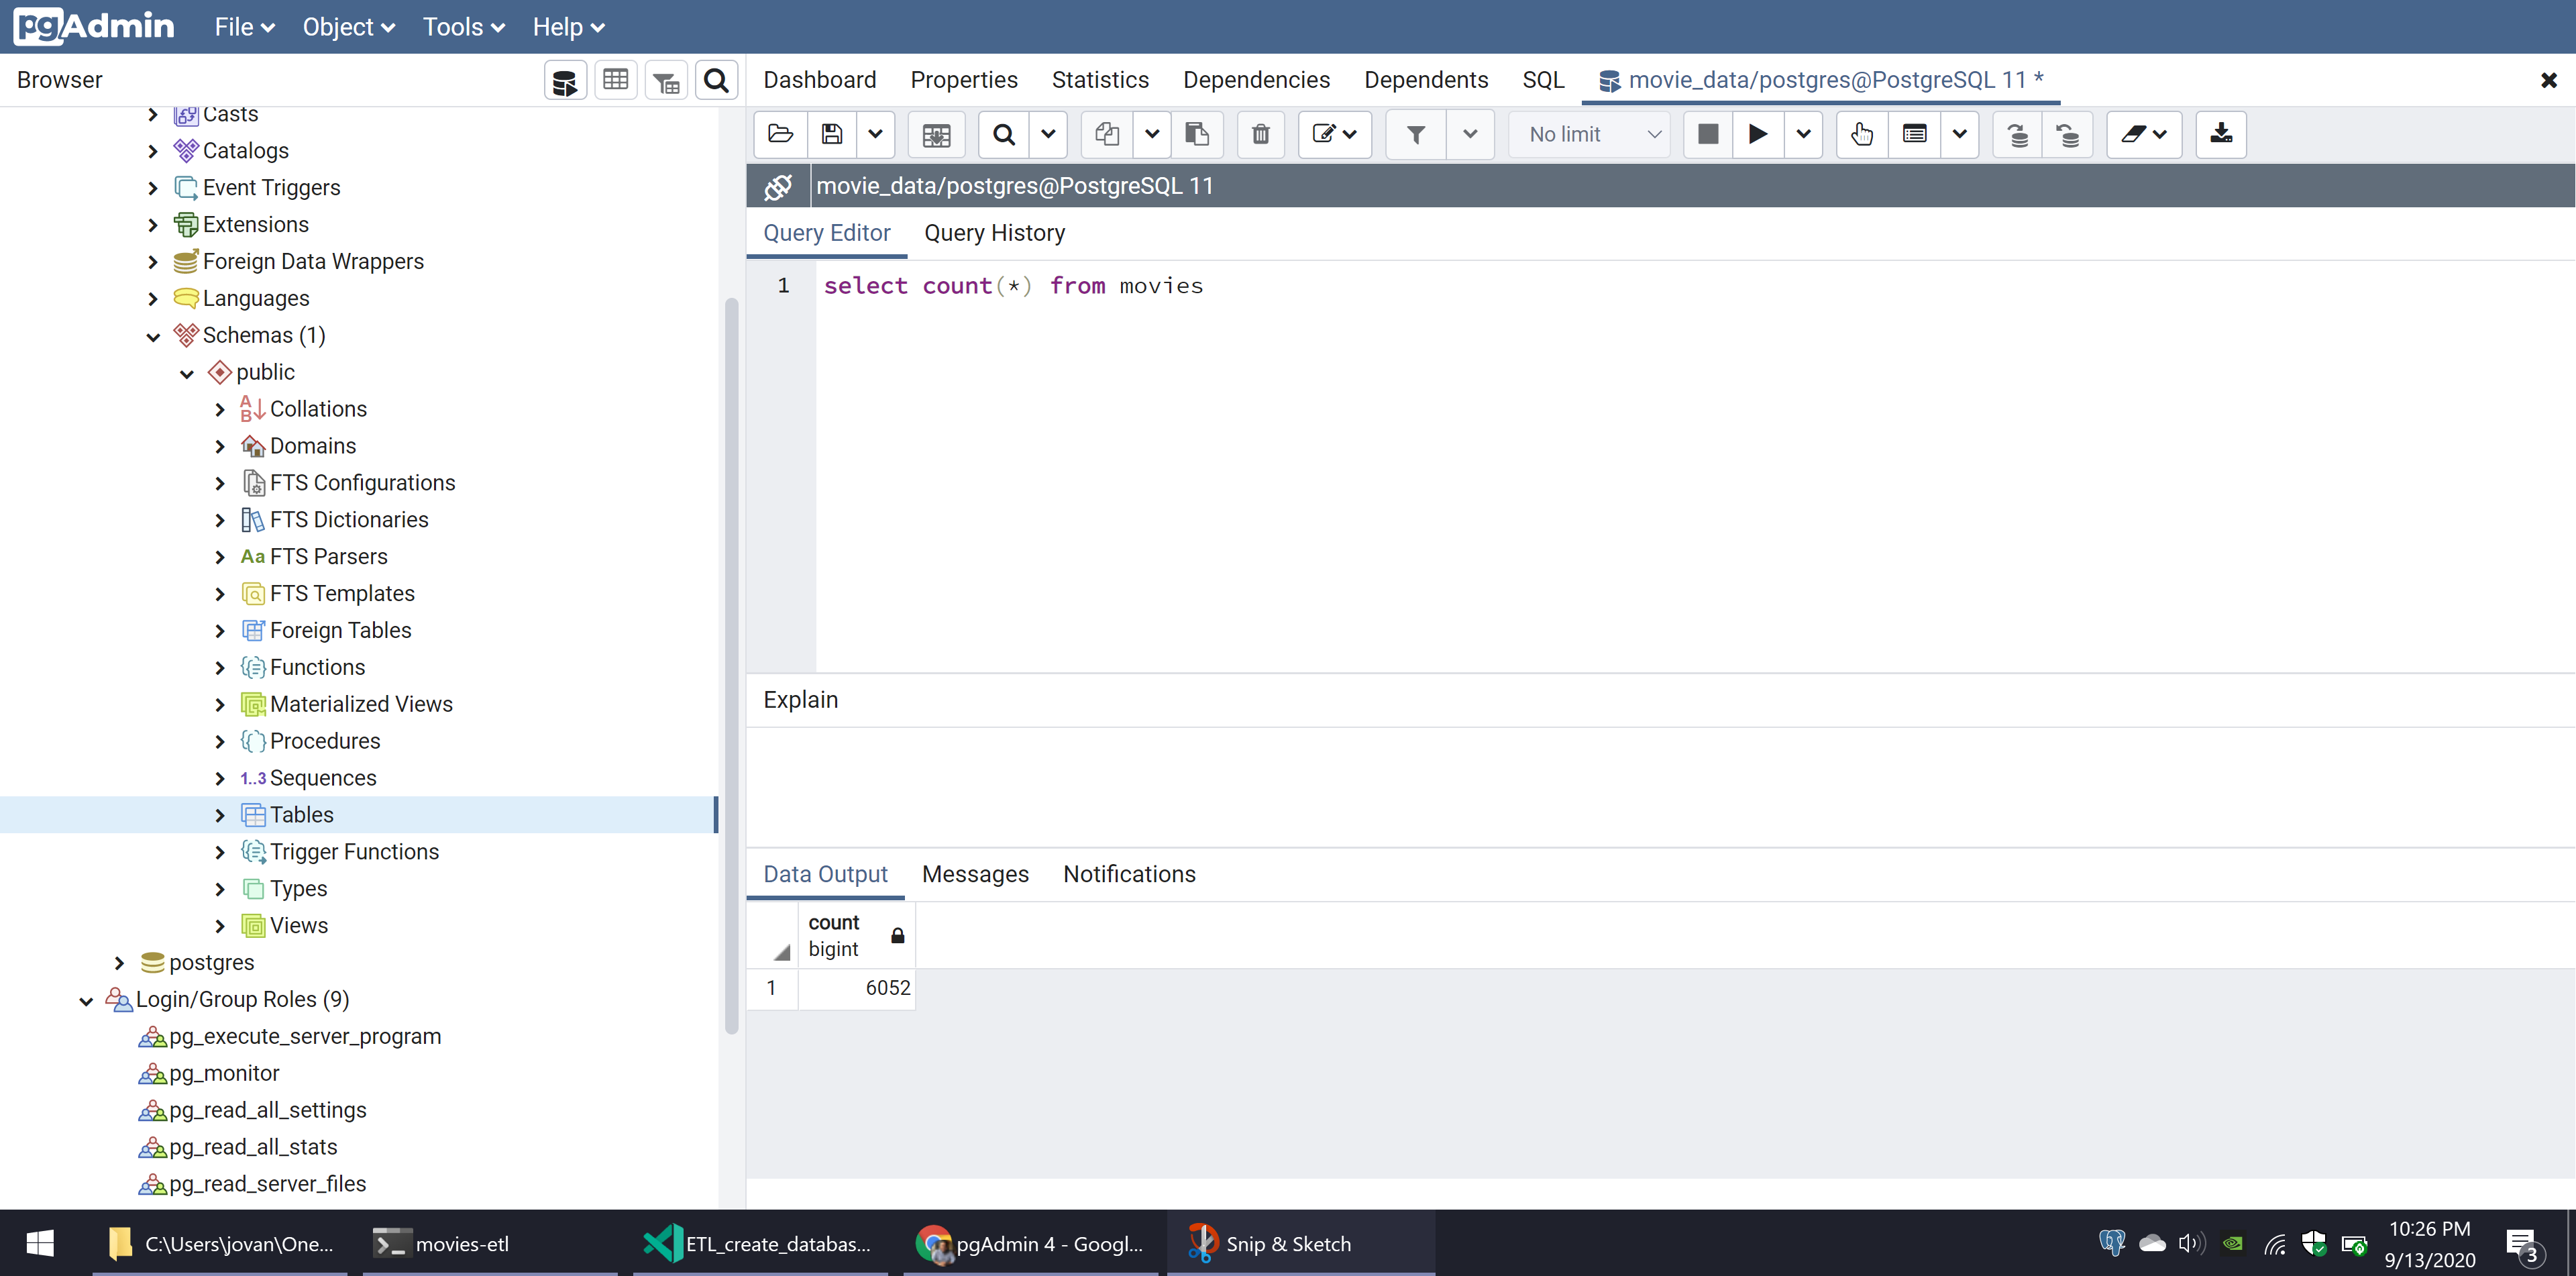 pgAdmin File Object Tools Help
Browser
Dashboard Properties Statistics Dependencies Dependents SQL movie_data/postgres@PostgreSQL 11 *
No limit
movie_data/postgres@PostgreSQL 11
Query Editor Query History
1 select count(*) from movies
Explain
Data Output Messages Notifications
count
bigint
1 6052
Casts
Catalogs
Event Triggers
Extensions
Foreign Data Wrappers
Languages
Schemas (1)
public
Collations
Domains
FTS Configurations
FTS Dictionaries
Aa FTS Parsers
FTS Templates
Foreign Tables
Functions
Materialized Views
Procedures
1..3 Sequences
Tables
Trigger Functions
Types
Views
postgres
Login/Group Roles (9)
pg_execute_server_program
pg_monitor
pg_read_all_settings
pg_read_all_stats
pg_read_server_files
C:\Users\jovan\One... movies-etl ETL_create_databas... pgAdmin 4 - Googl... Snip & Sketch
10:26 PM
9/13/2020
3